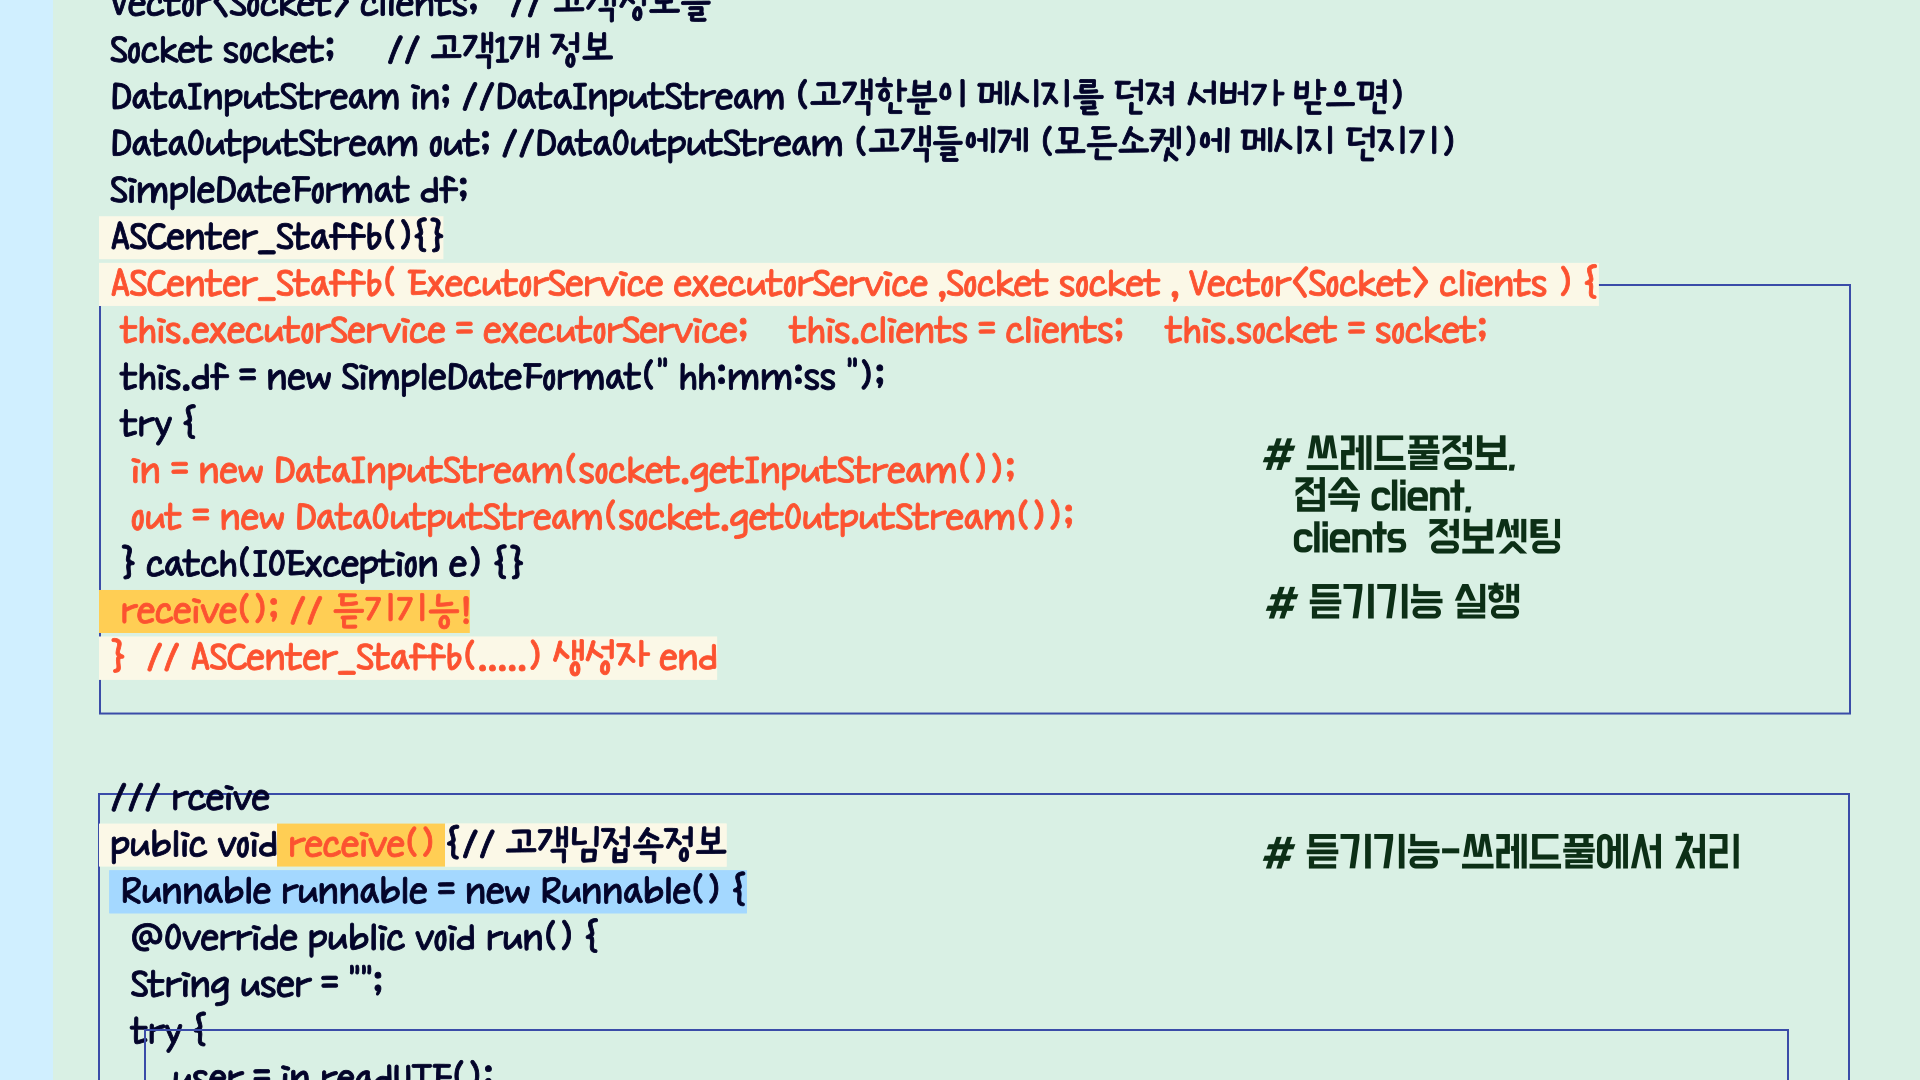 Vector<Socket> clients;   // 고객정보들
Socket socket;     // 고객1개 정보
DataInputStream in; //DataInputStream (고객한분이 메시지를 던져 서버가 받으면)
DataOutputStream out; //DataOutputStream (고객들에게 (모든소켓)에 메시지 던지기)
SimpleDateFormat df;
ASCenter_Staffb(){}
ASCenter_Staffb( ExecutorService executorService ,Socket socket , Vector<Socket> clients ) {
this.executorService = executorService;    this.clients = clients;    this.socket = socket;
this.df = new SimpleDateFormat(" hh:mm:ss ");
try {
in = new DataInputStream(socket.getInputStream());
out = new DataOutputStream(socket.getOutputStream());
} catch(IOException e) {}
receive(); // 듣기기능!
}  // ASCenter_Staffb(.....) 생성자 end
# 쓰레드풀정보,
접속 client,
clients  정보셋팅
# 듣기기능 실행
/// rceive
public void receive() {// 고객님접속정보
Runnable runnable = new Runnable() {
@Override public void run() {
String user = "";
try {
user = in.readUTF();
# 듣기기능-쓰레드풀에서 처리